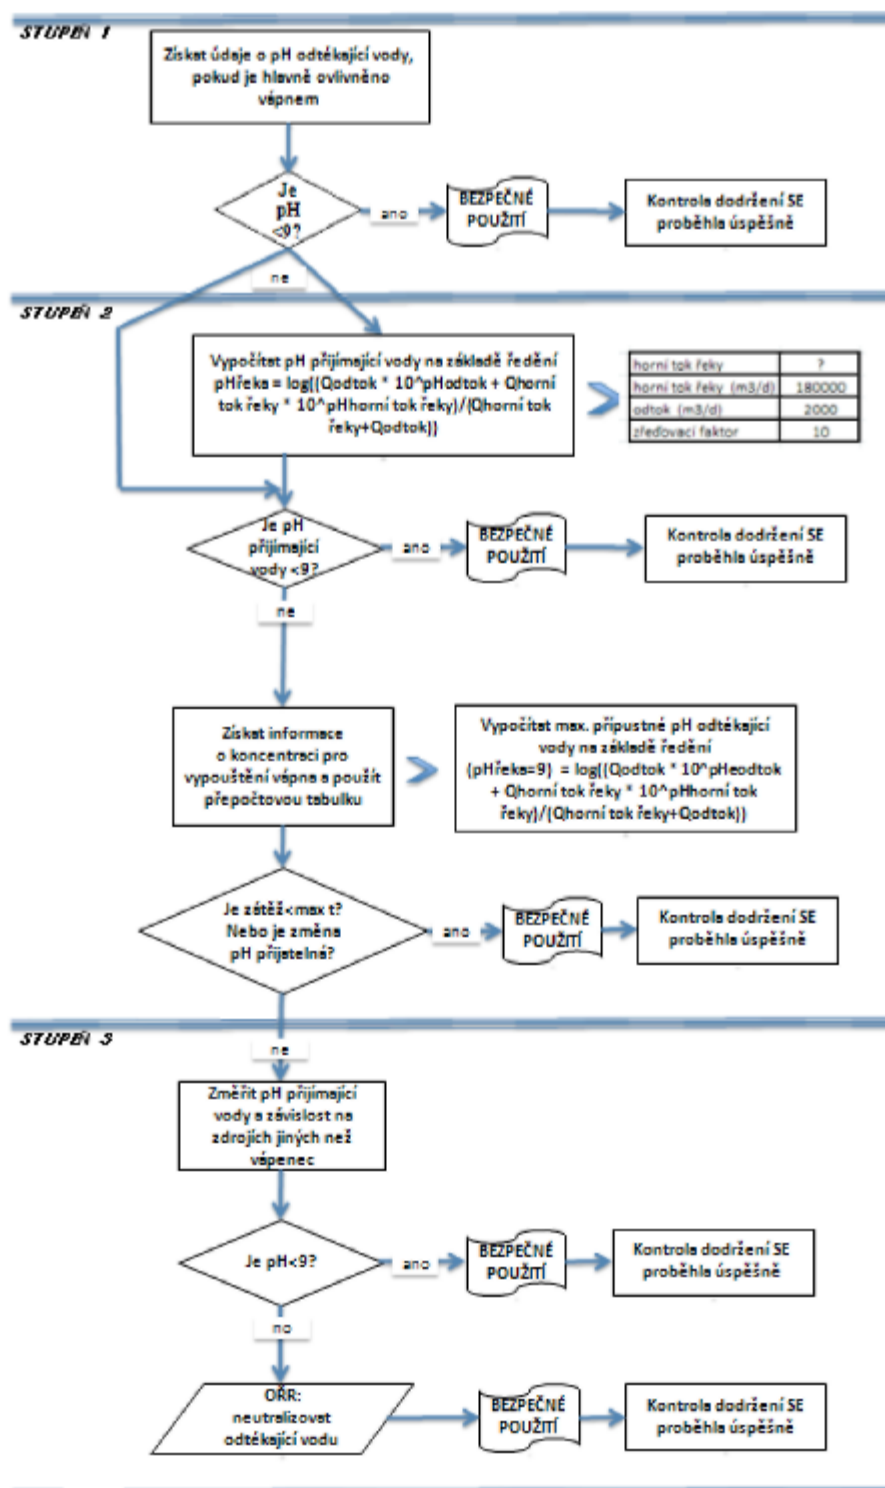 STUPEŇ 1
Získat údaje o pH odtékající vody,
pokud je hlavně ovlivněno
vápnem
Je
pH
<9?
ano
BEZPEČNÉ
POUŽITÍ
Kontrola dodržení SE
proběhla úspěšně
ne
STUPEŇ 2
Vypočítat pH přijímající vody na základě ředění
pHřeka = log((Qodtok * 10^pHodtok + Qhorní
tok řeky * 10^pHhorní tok řeky)/(Qhorní tok
řeky+Qodtok))
horní tok řeky ?
horní tok řeky (m3/d) 180000
odtok (m3/d) 2000
zřeďovací faktor 10
Je pH
přijímající
vody <9?
ano
BEZPEČNÉ
POUŽITÍ
Kontrola dodržení SE
proběhla úspěšně
ne
Získat informace
o koncentraci pro
vypouštění vápna a použít
přepočtovou tabulku
Vypočítat max. přípustné pH odtékající
vody na základě ředění
(pHřeka=9) = log((Qodtok * 10^pHeodtok
+ Qhorní tok řeky * 10^pHhorní tok
řeky)/(Qhorní tok řeky+Qodtok))
Je zátěž<max t?
Nebo je změna
pH přijatelná?
ano
BEZPEČNÉ
POUŽITÍ
Kontrola dodržení SE
proběhla úspěšně
STUPEŇ 3
ne
Změřit pH přijímající
vody a závislost na
zdrojích jiných než
vápenec
Je pH<9?
ano
BEZPEČNÉ
POUŽITÍ
Kontrola dodržení SE
proběhla úspěšně
no
OŘR:
neutralizovat
odtékající vodu
BEZPEČNÉ
POUŽITÍ
Kontrola dodržení SE
proběhla úspěšně